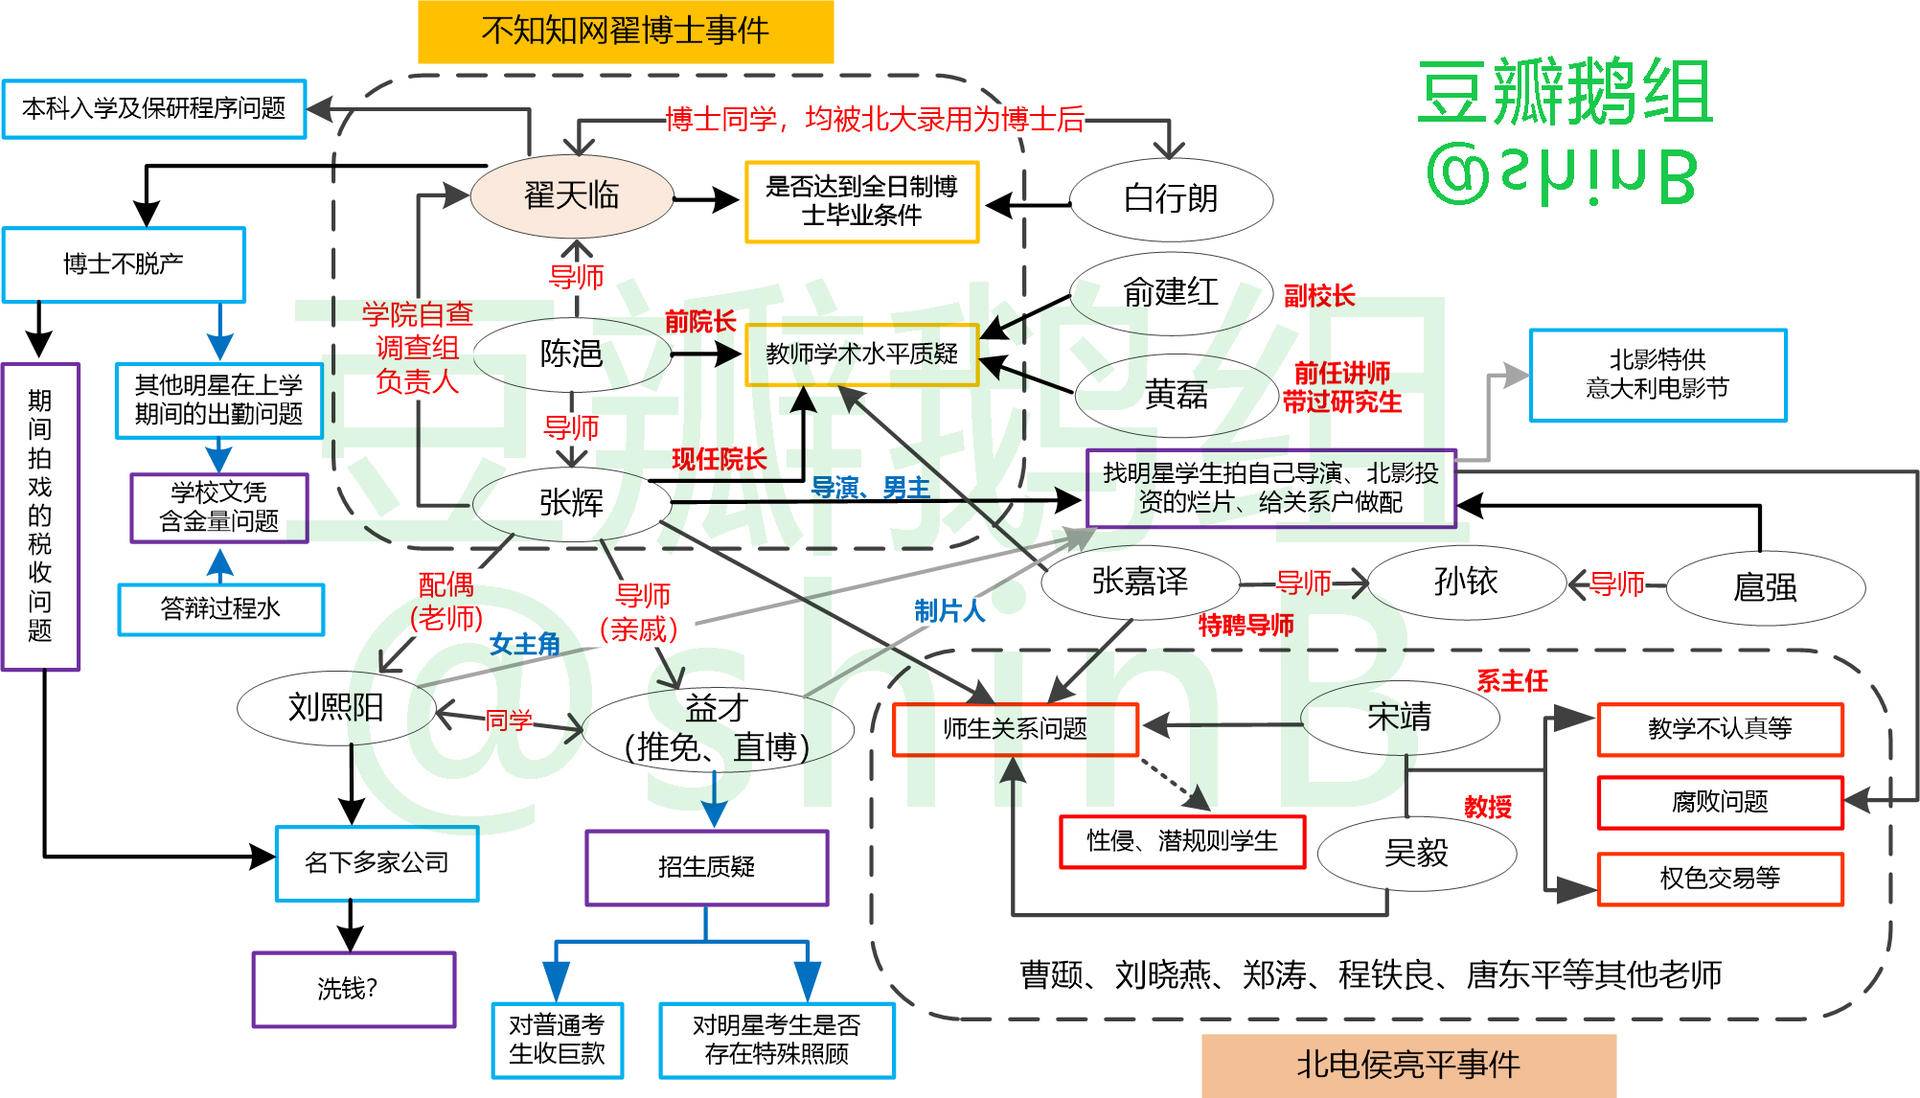 不知知网翟博士事件
豆瓣鹅组
@shinB
本科入学及保研程序问题
博士同学，均被北大录用为博士后
翟天临
是否达到全日制博
士毕业条件
白行朗
博士不脱产
导师
俞建红
副校长
学院自查
调查组
负责人
前院长
陈浥
教师学术水平质疑
黄磊
前任讲师
带过研究生
北影特供
意大利电影节
期间拍戏的税收问题
其他明星在上学
期间的出勤问题
导师
现任院长
导演、男主
找明星学生拍自己导演、北影投
资的烂片、给关系户做配
学校文凭
含金量问题
张辉
答辩过程水
配偶
(老师)
导师
（亲戚）
女主角
制片人
张嘉译
导师
孙铱
导师
扈强
特聘导师
刘熙阳
同学
益才
（推免、直博）
师生关系问题
宋靖
系主任
教学不认真等
腐败问题
教授
性侵、潜规则学生
吴毅
权色交易等
名下多家公司
招生质疑
洗钱?
对普通考
生收巨款
对明星考生是否
存在特殊照顾
曹颋、刘晓燕、郑涛、程铁良、唐东平等其他老师
北电侯亮平事件
豆瓣鹅组
@shinB